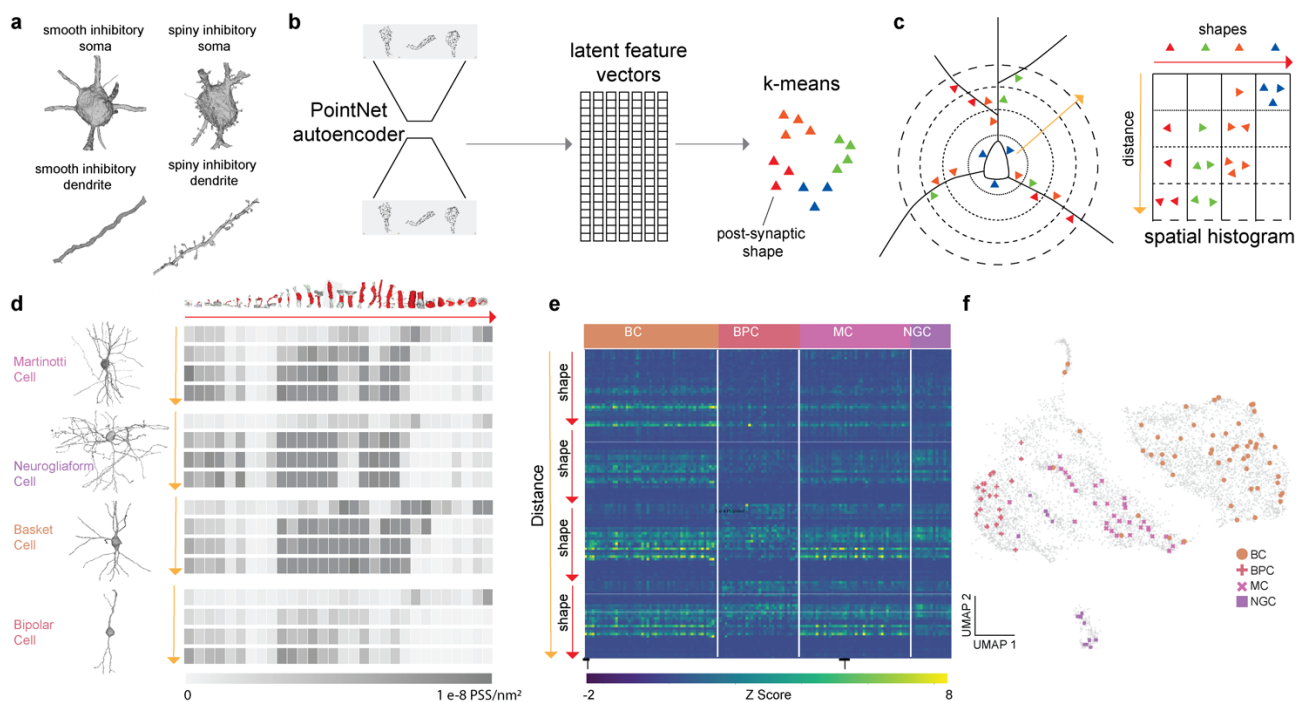 a
smooth inhibitory
soma
spiny inhibitory
soma
smooth inhibitory
dendrite
spiny inhibitory
dendrite
b
PointNet
autoencoder
latent feature
vectors
k-means
post-synaptic
shape
c
shapes
distance
spatial histogram
d
Martinotti
Cell
Neurogliaform
Cell
Basket
Cell
Bipolar
Cell
0
1 e-8 PSS/nm²
e
BC
BPC
MC
NGC
Distance
shape
shape
shape
shape
-2
Z Score
8
f
BC
BPC
MC
NGC
UMAP 2
UMAP 1